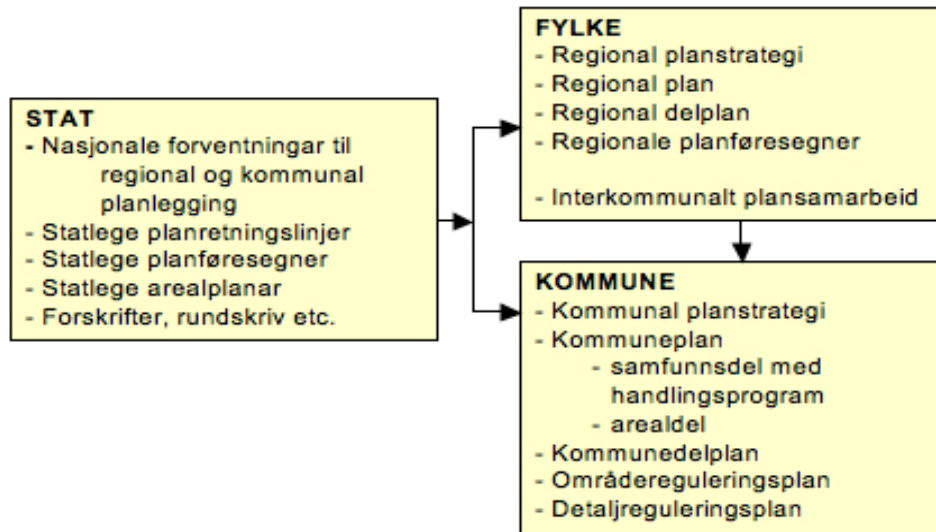 STAT
- Nasjonale forventningar til
regional og kommunal
planlegging
- Statlege planretningslinjer
- Statlege planføresegner
- Statlege arealplanar
- Forskrifter, rundskriv etc.
FYLKE
- Regional planstrategi
- Regional plan
- Regional delplan
- Regionale planføresegner
- Interkommunalt plansamarbeid
KOMMUNE
- Kommunal planstrategi
- Kommuneplan
- samfunnsdel med
handlingsprogram
- arealdel
- Kommunedelplan
- Områdereguleringsplan
- Detaljreguleringsplan